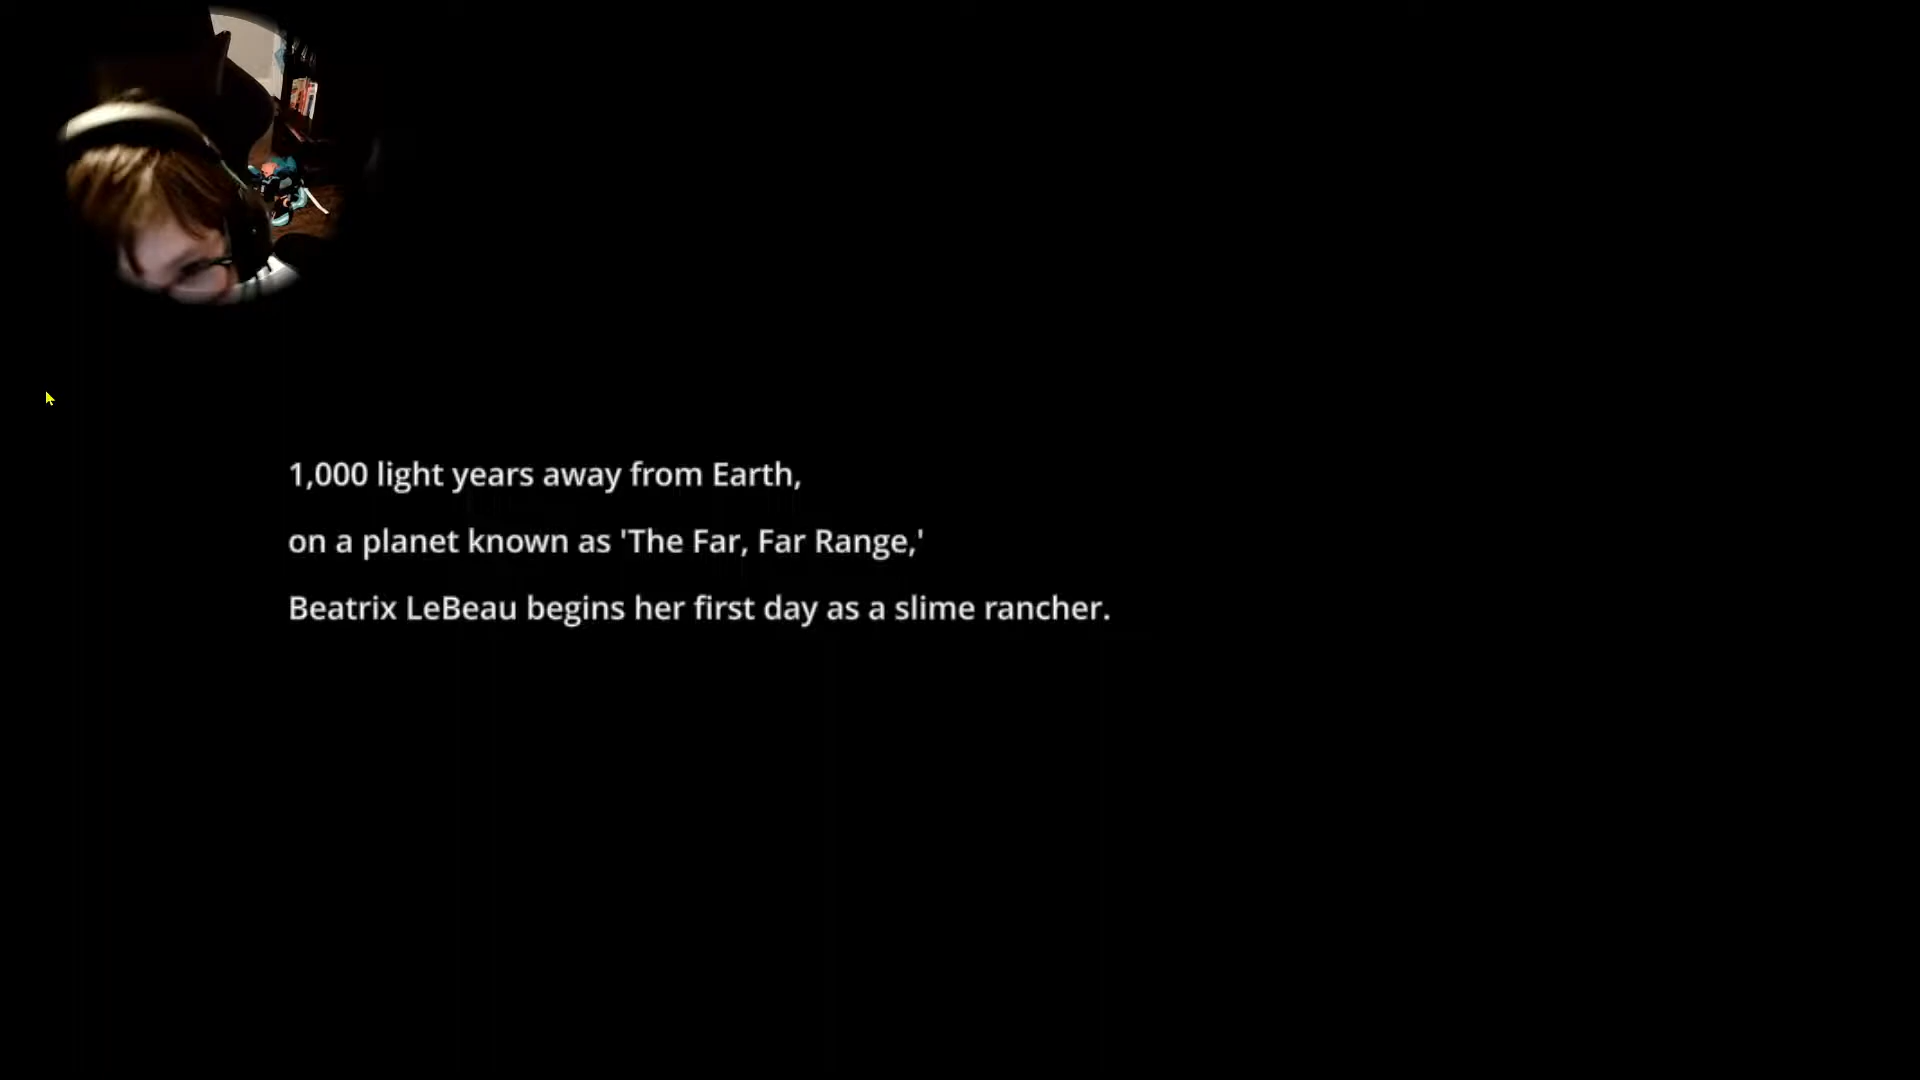 1,000 light years away from Earth,
on a planet known as 'The Far, Far Range,'
Beatrix LeBeau begins her first day as a slime rancher.